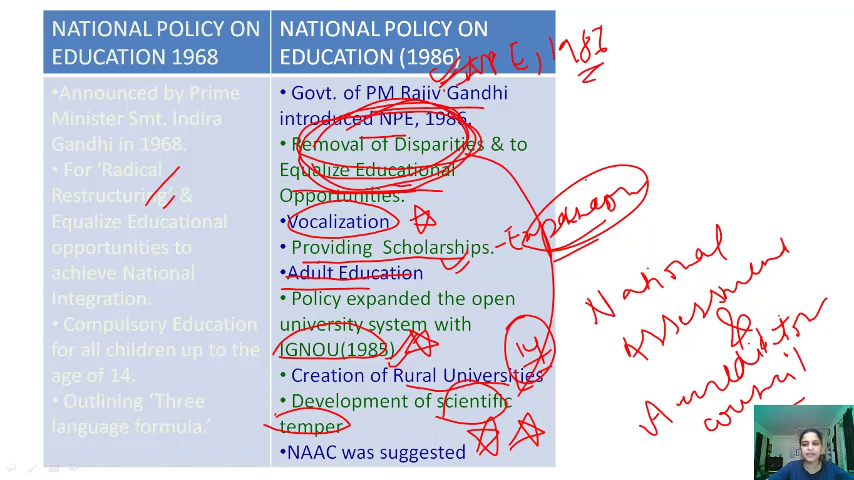 NATIONAL POLICY ON
EDUCATION 1968
•Announced by Prime
Minister Smt. Indira
Gandhi in 1968.
• For 'Radical
Restructuring', &
Equalize Educational
opportunities to
achieve National
Integration.
• Compulsory Education
for all children up to the
age of 14.
• Outlining 'Three
language formula.'
NATIONAL POLICY ON
EDUCATION (1986)
• Govt. of PM Rajiv Gandhi
introduced NPE, 1986.
• Removal of Disparities & to
Equalize Educational
Opportunities.
•Vocalization
• Providing Scholarships.
•Adult Education
• Policy expanded the open
university system with
IGNOU(1985)
• Creation of Rural Universities
• Development of scientific
temper
•NAAC was suggested
NPE, 1986
- Expansion
14
National
Assessment
&
Accreditation
council